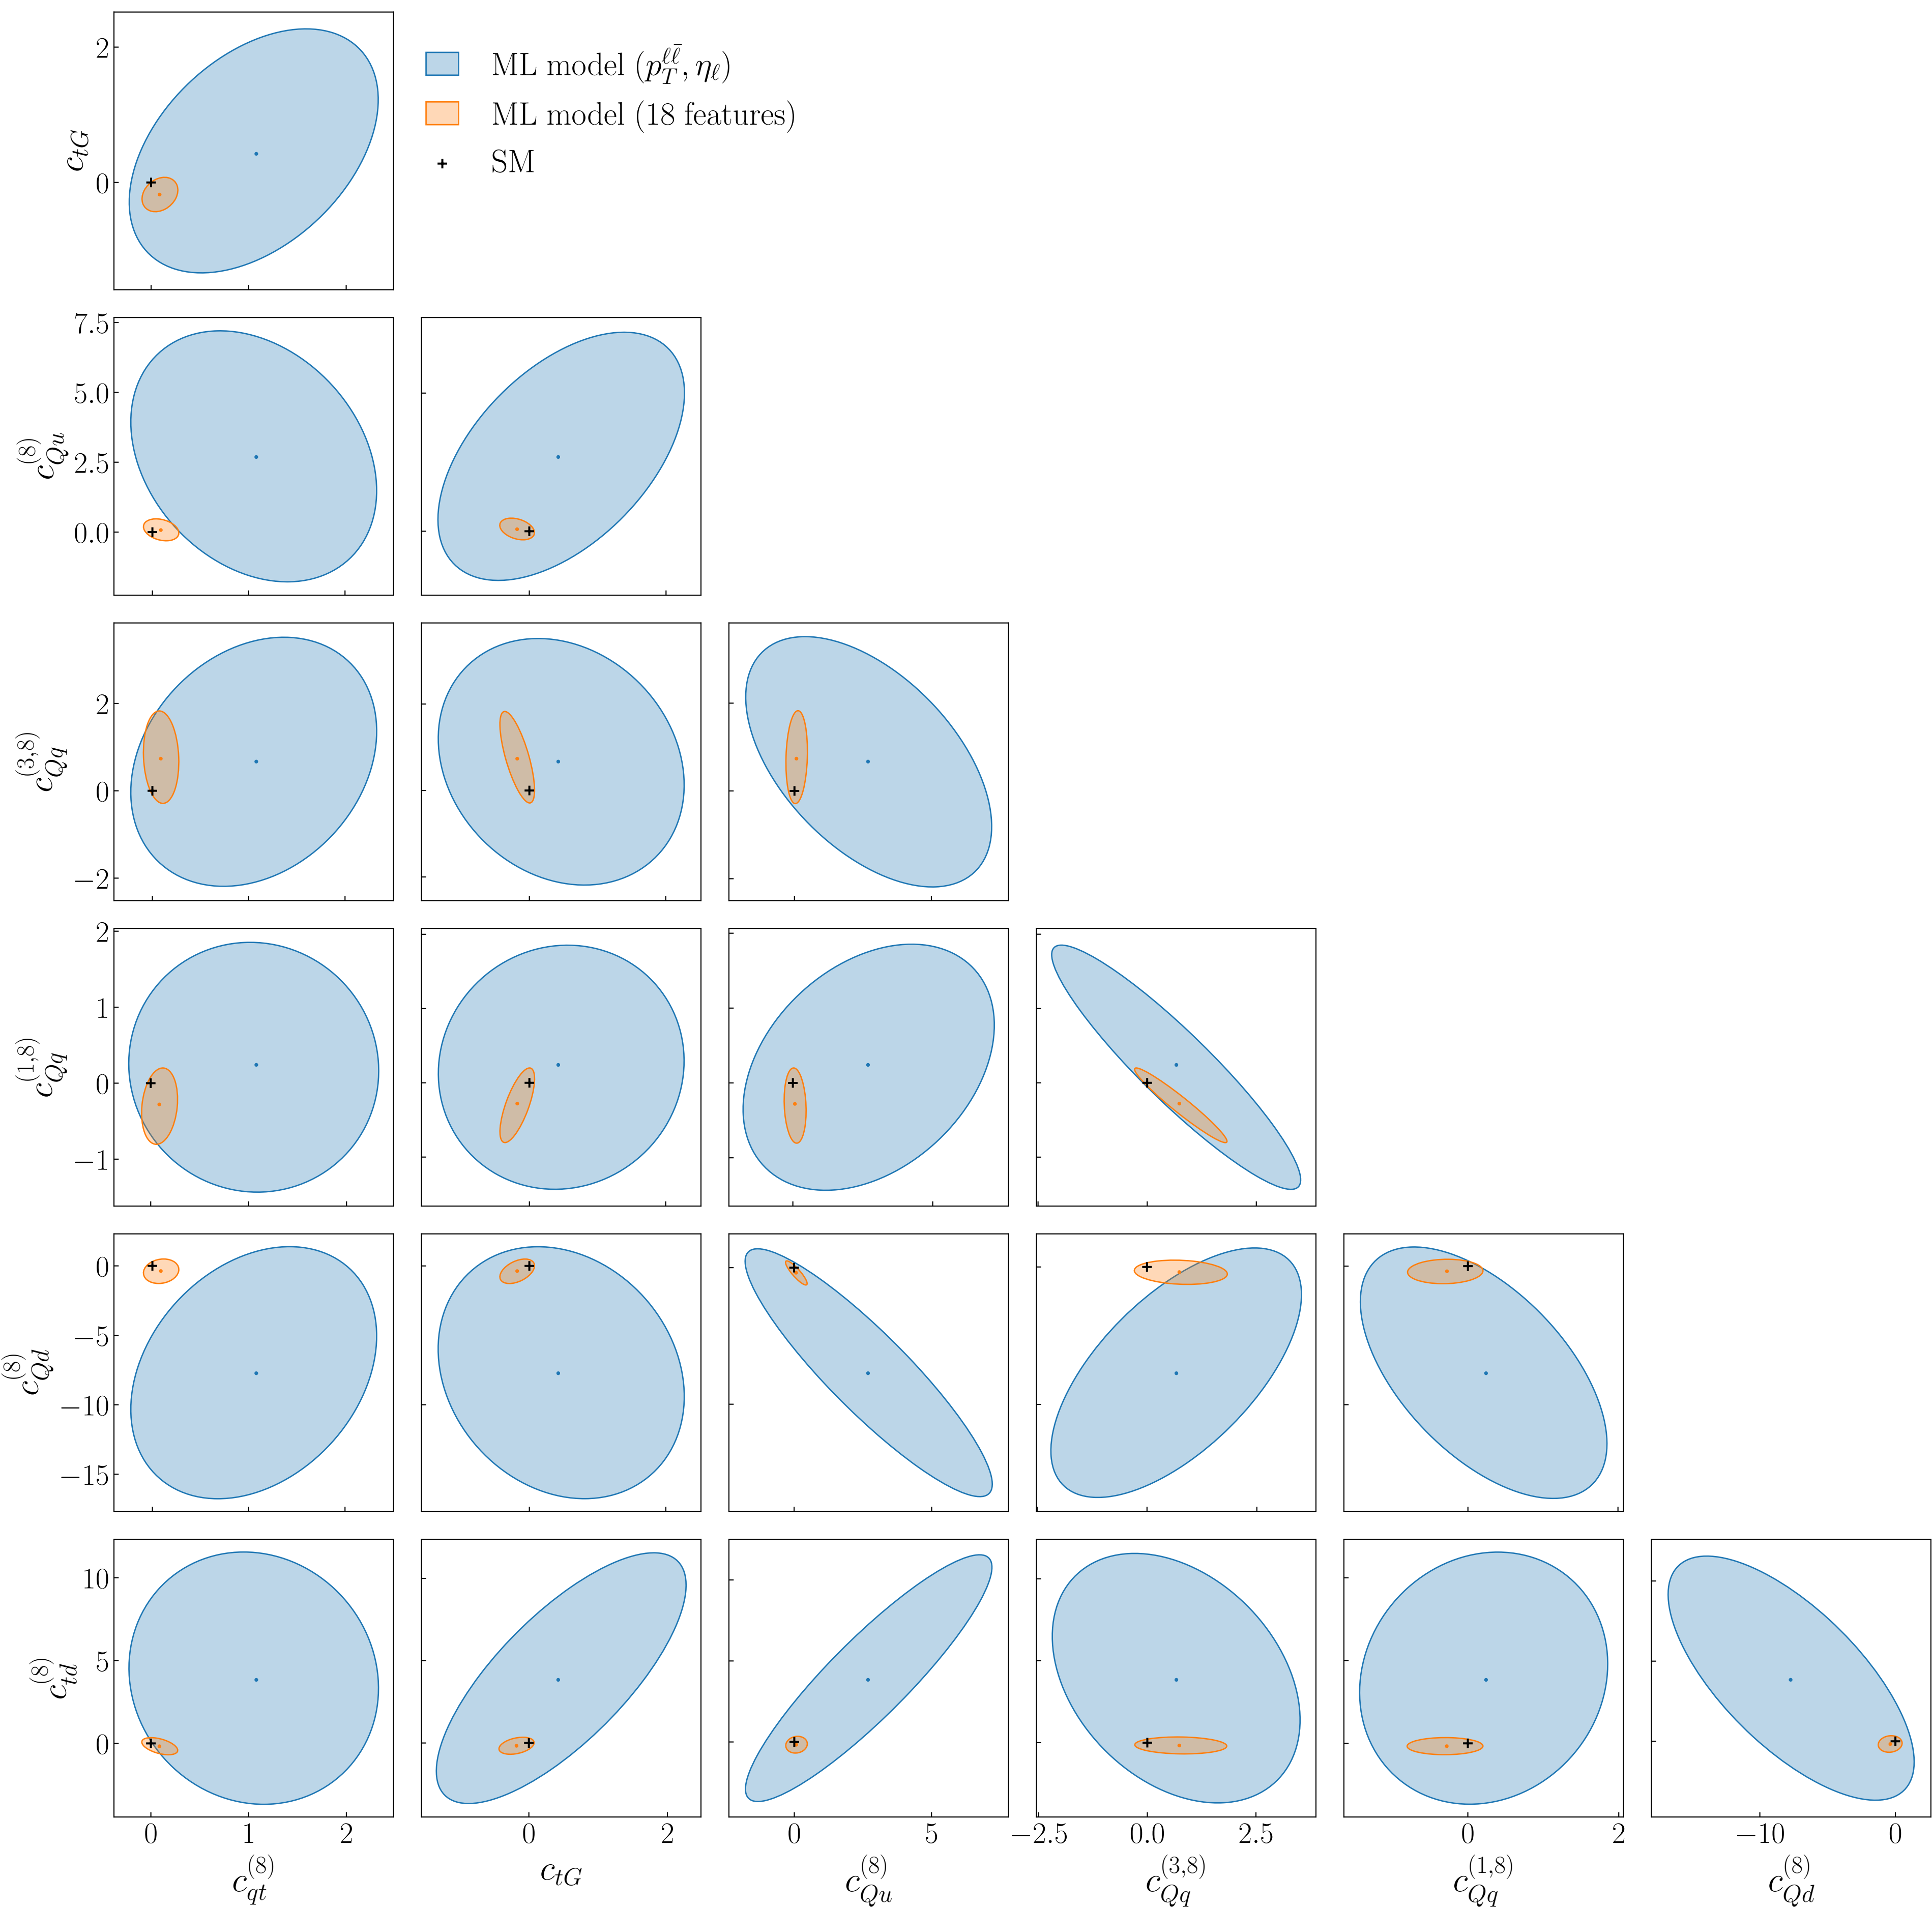 2
0
c_{tG}
ML model (p_T^{ℓ\bar{ℓ}}, η_ℓ)
ML model (18 features)
SM
7.5
5.0
2.5
0.0
c_{Qu}^{(8)}
2
0
−2
c_{Qq}^{(3,8)}
2
1
0
−1
c_{Qq}^{(1,8)}
0
−5
−10
−15
c_{Qd}^{(8)}
10
5
0
c_{td}^{(8)}
0 1 2 0 2 0 5 −2.5 0.0 2.5 0 2 −10 0
c_{qt}^{(8)} c_{tG} c_{Qu}^{(8)} c_{Qq}^{(3,8)} c_{Qq}^{(1,8)} c_{Qd}^{(8)}